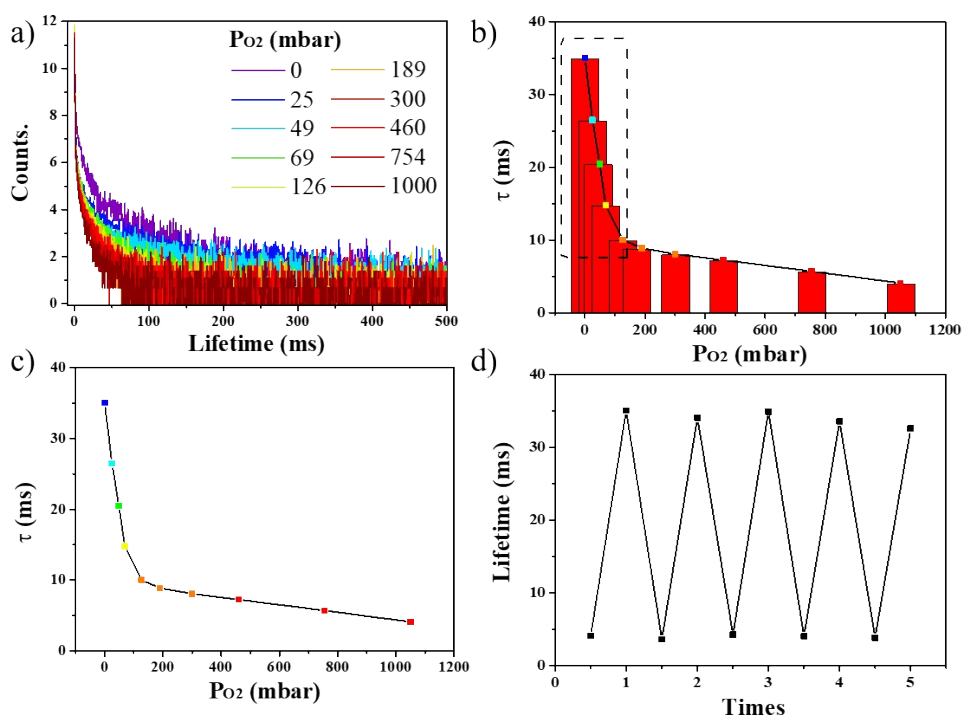 a)
12
10
8
6
4
2
0
Counts.
Po2 (mbar)
0 189
25 300
49 460
69 754
126 1000
0 100 200 300 400 500
Lifetime (ms)
b)
40
30
20
10
0
τ (ms)
0 200 400 600 800 1000 1200
Po2 (mbar)
c)
40
30
20
10
0
τ (ms)
0 200 400 600 800 1000 1200
Po2 (mbar)
d)
40
30
20
10
0
Lifetime (ms)
0 1 2 3 4 5
Times